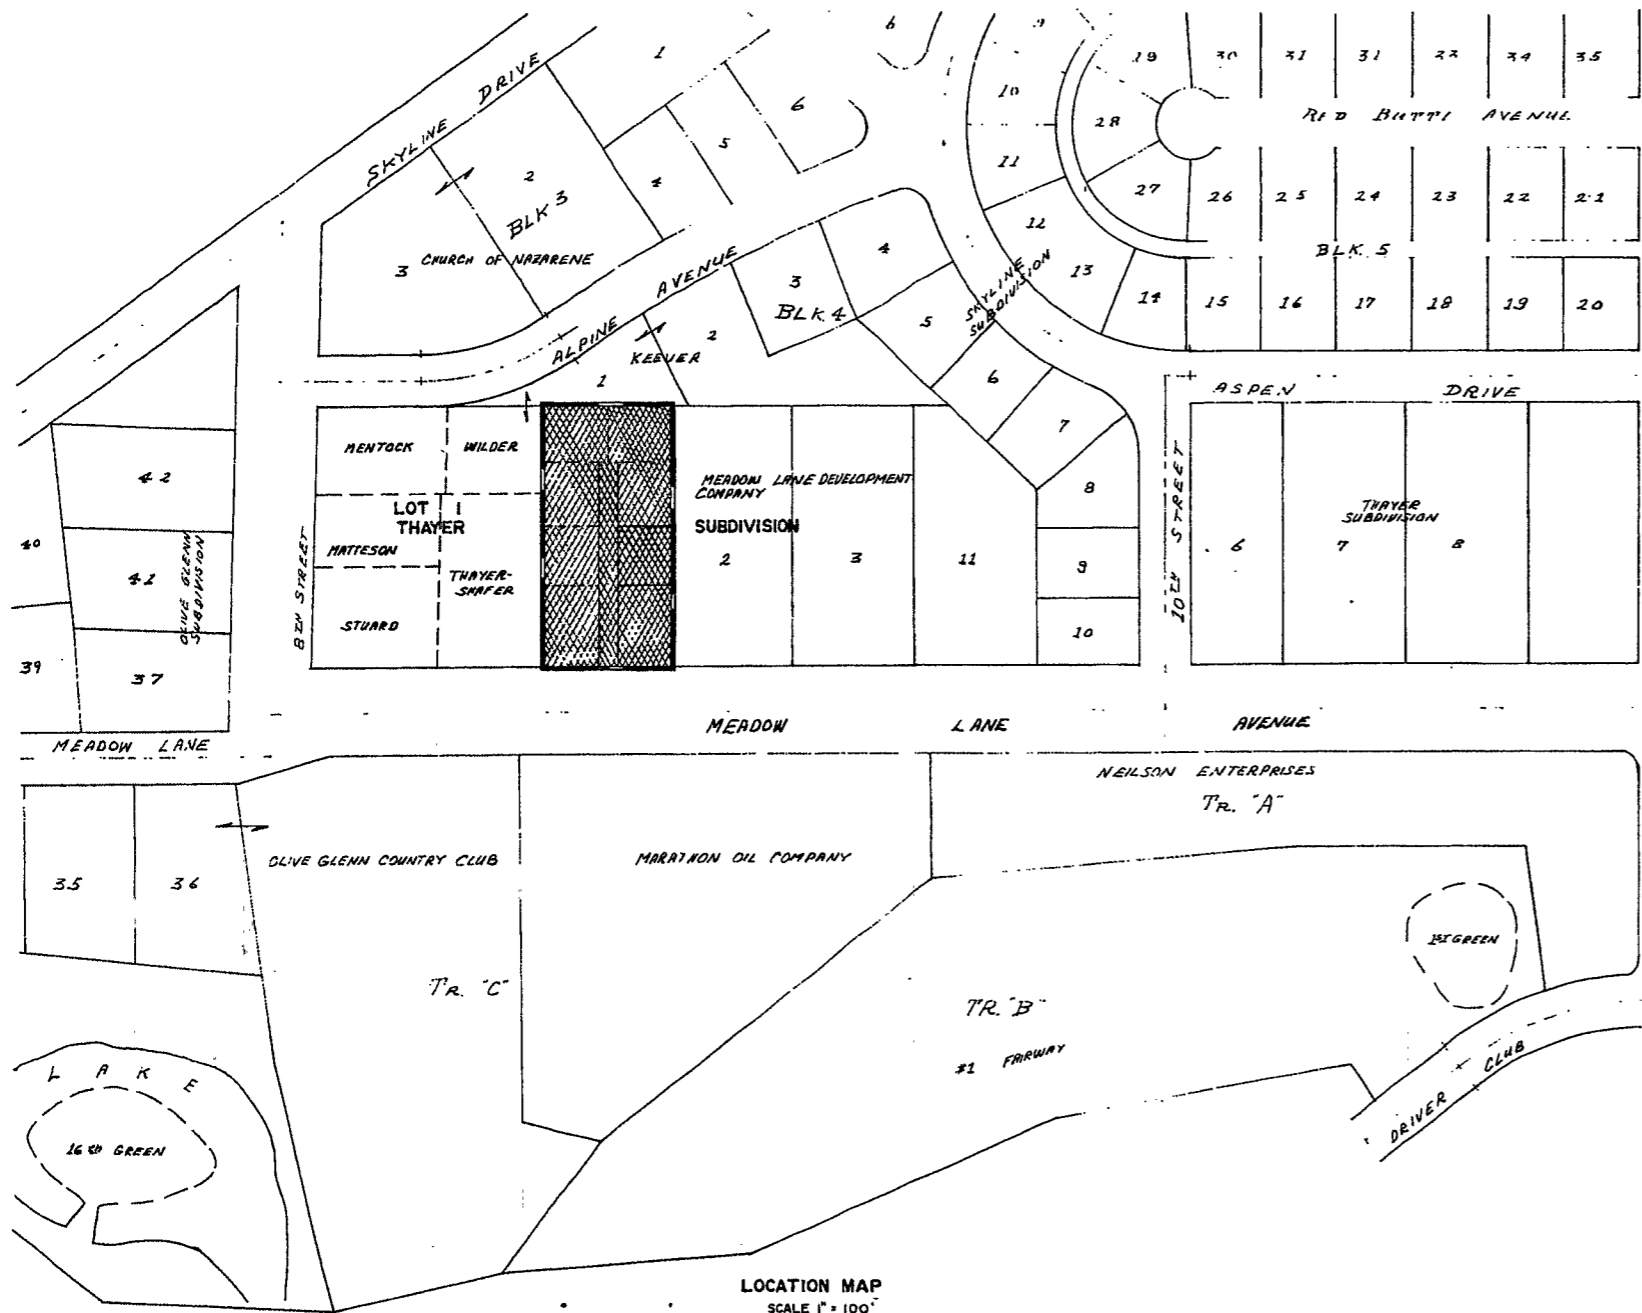 6
9
1
19
30
31
31
33
34
35
SKYLINE DRIVE
10
6
28
RED BUTTE AVENUE
5
11
2
4
27
26
25
24
23
22
21
BLK 3
12
3
CHURCH OF NAZARENE
4
BLK. 5
AVENUE
3
13
SKYLINE
SUBDIVISION
BLK. 4
14
15
16
17
18
19
20
5
2
ALPINE
KEEVER
1
6
ASPEN DRIVE
7
MENTOCK
WILDER
42
MEADOW LANE DEVELOPMENT
COMPANY
8
THAYER
SUBDIVISION
LOT 1
THAYER
SUBDIVISION
10TH STREET
40
8TH STREET
MATTESON
6
7
8
2
3
11
9
41
OLIVE GLENN
SUBDIVISION
THAYER-
SHAFER
STUARD
10
39
37
MEADOW LANE AVENUE
MEADOW LANE
NEILSON ENTERPRISES
TR. "A"
OLIVE GLENN COUNTRY CLUB
MARATHON OIL COMPANY
35
36
1ST GREEN
TR. "C"
TR. "B"
#1 FAIRWAY
CLUB
LAKE
DRIVER
GREEN
LOCATION MAP
SCALE 1" = 100'